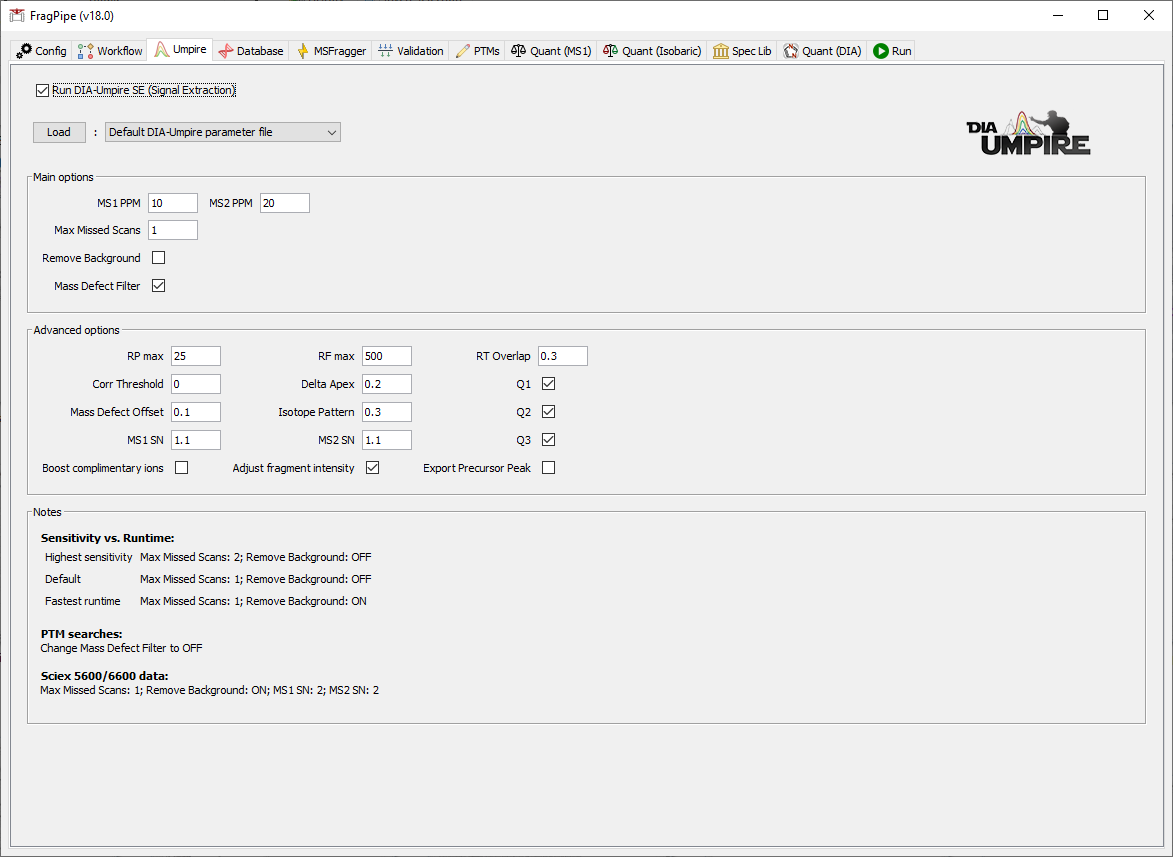 FragPipe (v18.0)
Config Workflow Umpire Database MSFragger Validation PTMs Quant (MS1) Quant (Isobaric) Spec Lib Quant (DIA) Run
Run DIA-Umpire SE (Signal Extraction)
Load : Default DIA-Umpire parameter file
DIA
UMPIRE
Main options
MS1 PPM 10 MS2 PPM 20
Max Missed Scans 1
Remove Background
Mass Defect Filter
Advanced options
RP max 25 RF max 500 RT Overlap 0.3
Corr Threshold 0 Delta Apex 0.2 Q1
Mass Defect Offset 0.1 Isotope Pattern 0.3 Q2
MS1 SN 1.1 MS2 SN 1.1 Q3
Boost complimentary ions Adjust fragment intensity Export Precursor Peak
Notes
Sensitivity vs. Runtime:
Highest sensitivity Max Missed Scans: 2; Remove Background: OFF
Default Max Missed Scans: 1; Remove Background: OFF
Fastest runtime Max Missed Scans: 1; Remove Background: ON
PTM searches:
Change Mass Defect Filter to OFF
Sciex 5600/6600 data:
Max Missed Scans: 1; Remove Background: ON; MS1 SN: 2; MS2 SN: 2